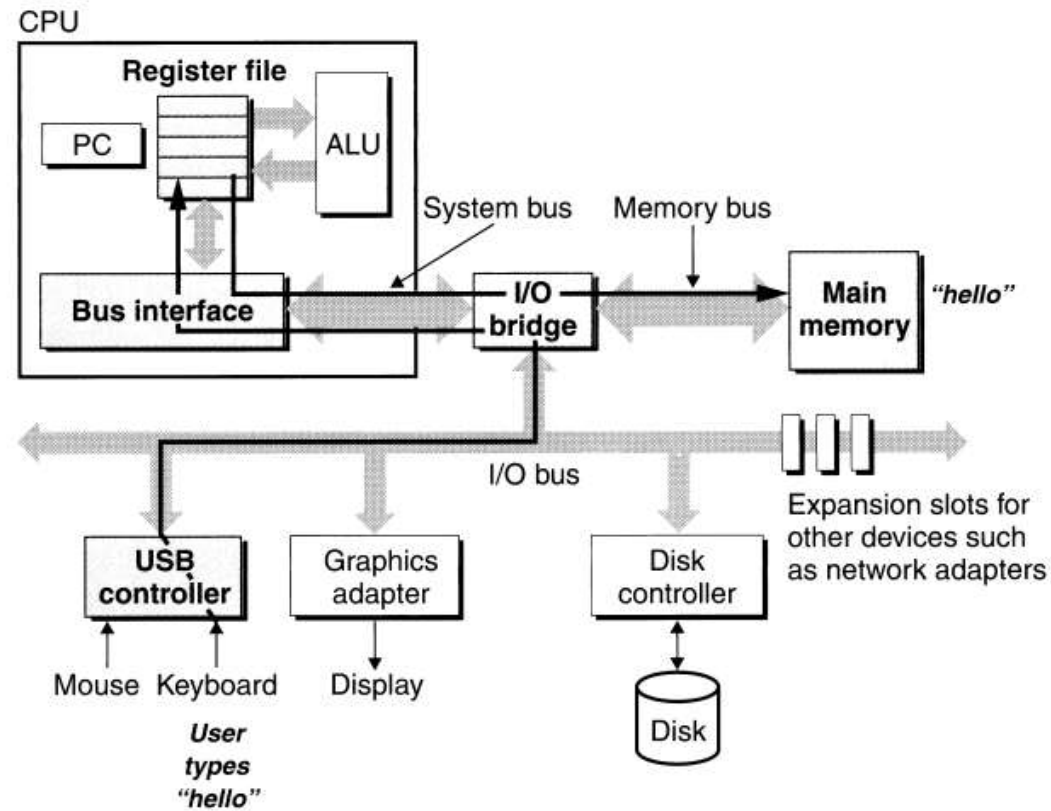 CPU
Register file
PC
ALU
System bus
Memory bus
Bus interface
I/O
bridge
Main
memory
"hello"
I/O bus
Expansion slots for
other devices such
as network adapters
USB
controller
Graphics
adapter
Disk
controller
Mouse
Keyboard
Display
Disk
User
types
"hello"